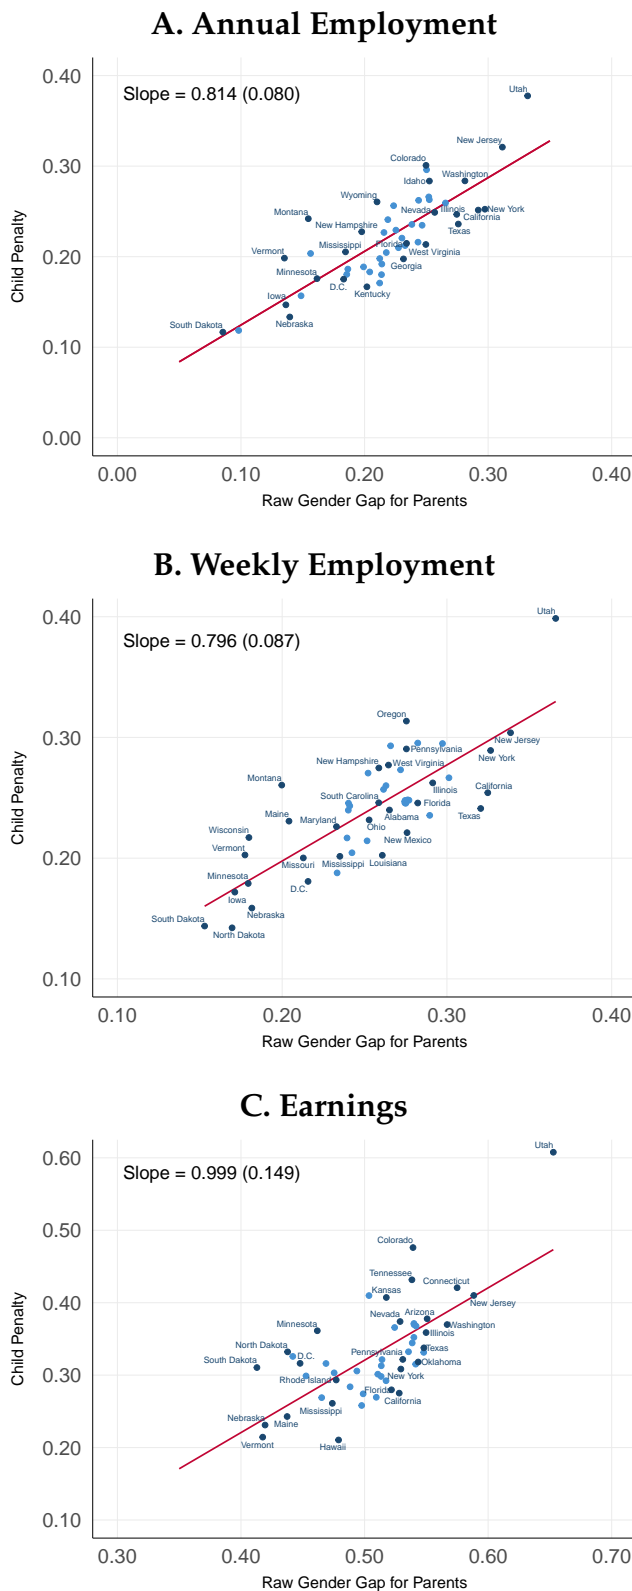 A. Annual Employment
Slope = 0.814 (0.080)
Child Penalty
0.40
0.30
0.20
0.10
0.00
Utah
New Jersey
Colorado
Idaho
Washington
Wyoming
Nevada
Illinois
New York
California
Texas
Montana
New Hampshire
Mississippi
Florida
West Virginia
Vermont
Georgia
Minnesota
D.C.
Kentucky
Iowa
Nebraska
South Dakota
0.00
0.10
0.20
0.30
0.40
Raw Gender Gap for Parents
B. Weekly Employment
Slope = 0.796 (0.087)
Child Penalty
0.40
0.30
0.20
0.10
Utah
Oregon
New Jersey
Pennsylvania
New York
New Hampshire
West Virginia
Montana
Illinois
California
South Carolina
Florida
Texas
Maine
Maryland
Alabama
Ohio
Wisconsin
New Mexico
Vermont
Missouri
Mississippi
Louisiana
Minnesota
D.C.
Iowa
Nebraska
South Dakota
North Dakota
0.10
0.20
0.30
0.40
Raw Gender Gap for Parents
C. Earnings
Slope = 0.999 (0.149)
Child Penalty
0.60
0.50
0.40
0.30
0.20
0.10
Utah
Colorado
Tennessee
Connecticut
Kansas
New Jersey
Nevada
Arizona
Washington
Minnesota
Illinois
North Dakota
D.C.
Pennsylvania
Texas
South Dakota
Oklahoma
Rhode Island
New York
Florida
California
Mississippi
Nebraska
Maine
Vermont
Hawaii
0.30
0.40
0.50
0.60
0.70
Raw Gender Gap for Parents